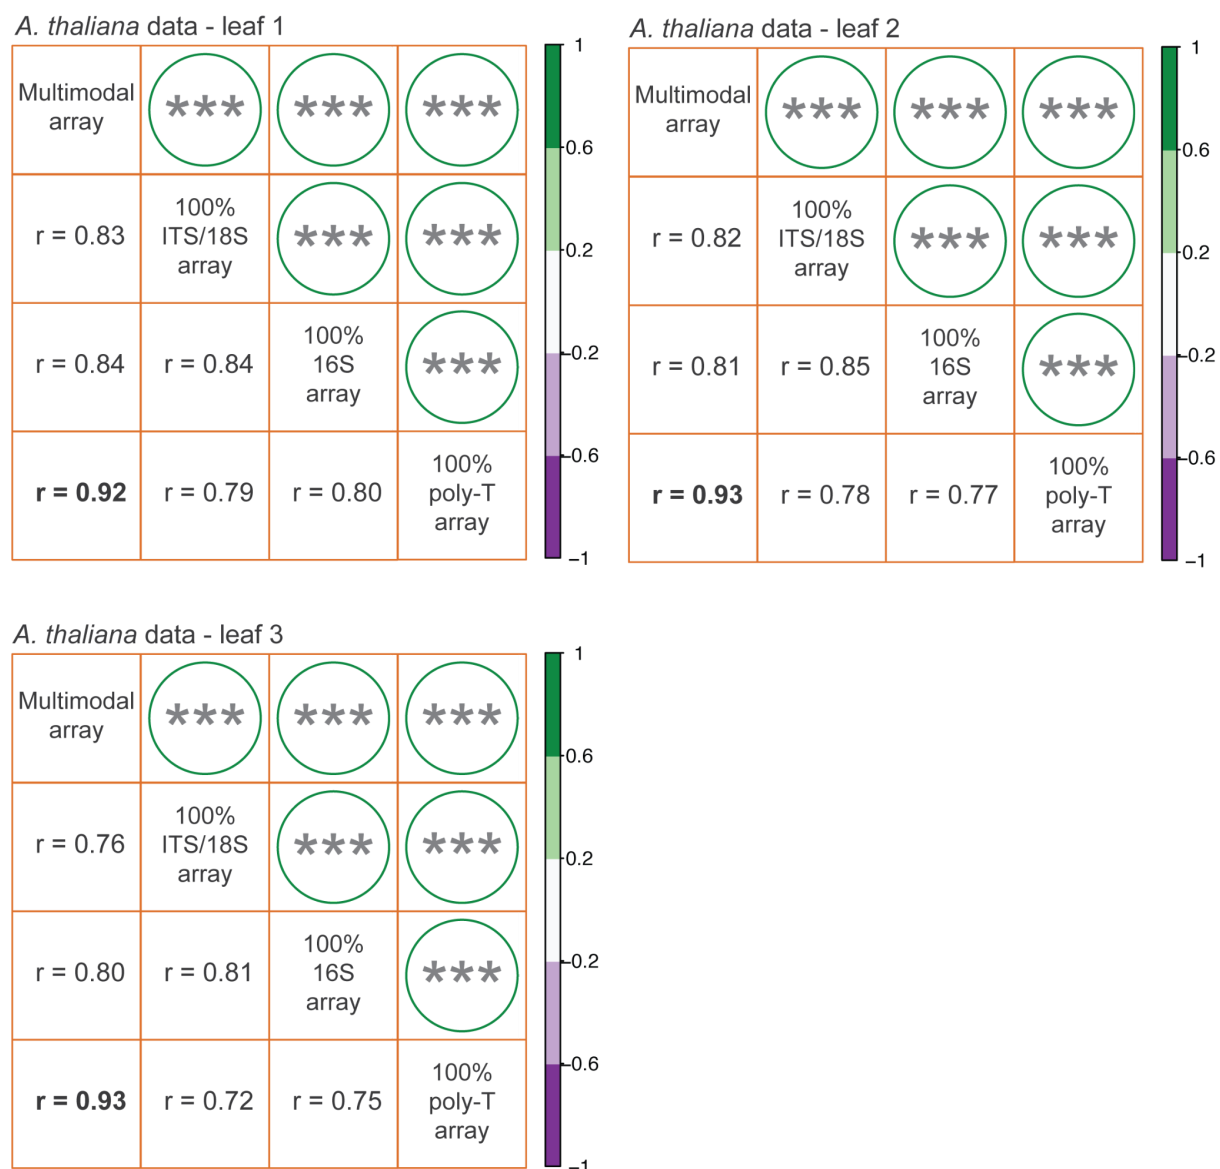 A. thaliana data - leaf 1
Multimodal
array
***
***
***
r = 0.83
100%
ITS/18S
array
***
***
r = 0.84
r = 0.84
100%
16S
array
***
r = 0.92
r = 0.79
r = 0.80
100%
poly-T
array
1
0.6
0.2
−0.2
−0.6
−1
A. thaliana data - leaf 2
Multimodal
array
***
***
***
r = 0.82
100%
ITS/18S
array
***
***
r = 0.81
r = 0.85
100%
16S
array
***
r = 0.93
r = 0.78
r = 0.77
100%
poly-T
array
1
0.6
0.2
−0.2
−0.6
−1
A. thaliana data - leaf 3
Multimodal
array
***
***
***
r = 0.76
100%
ITS/18S
array
***
***
r = 0.80
r = 0.81
100%
16S
array
***
r = 0.93
r = 0.72
r = 0.75
100%
poly-T
array
1
0.6
0.2
−0.2
−0.6
−1